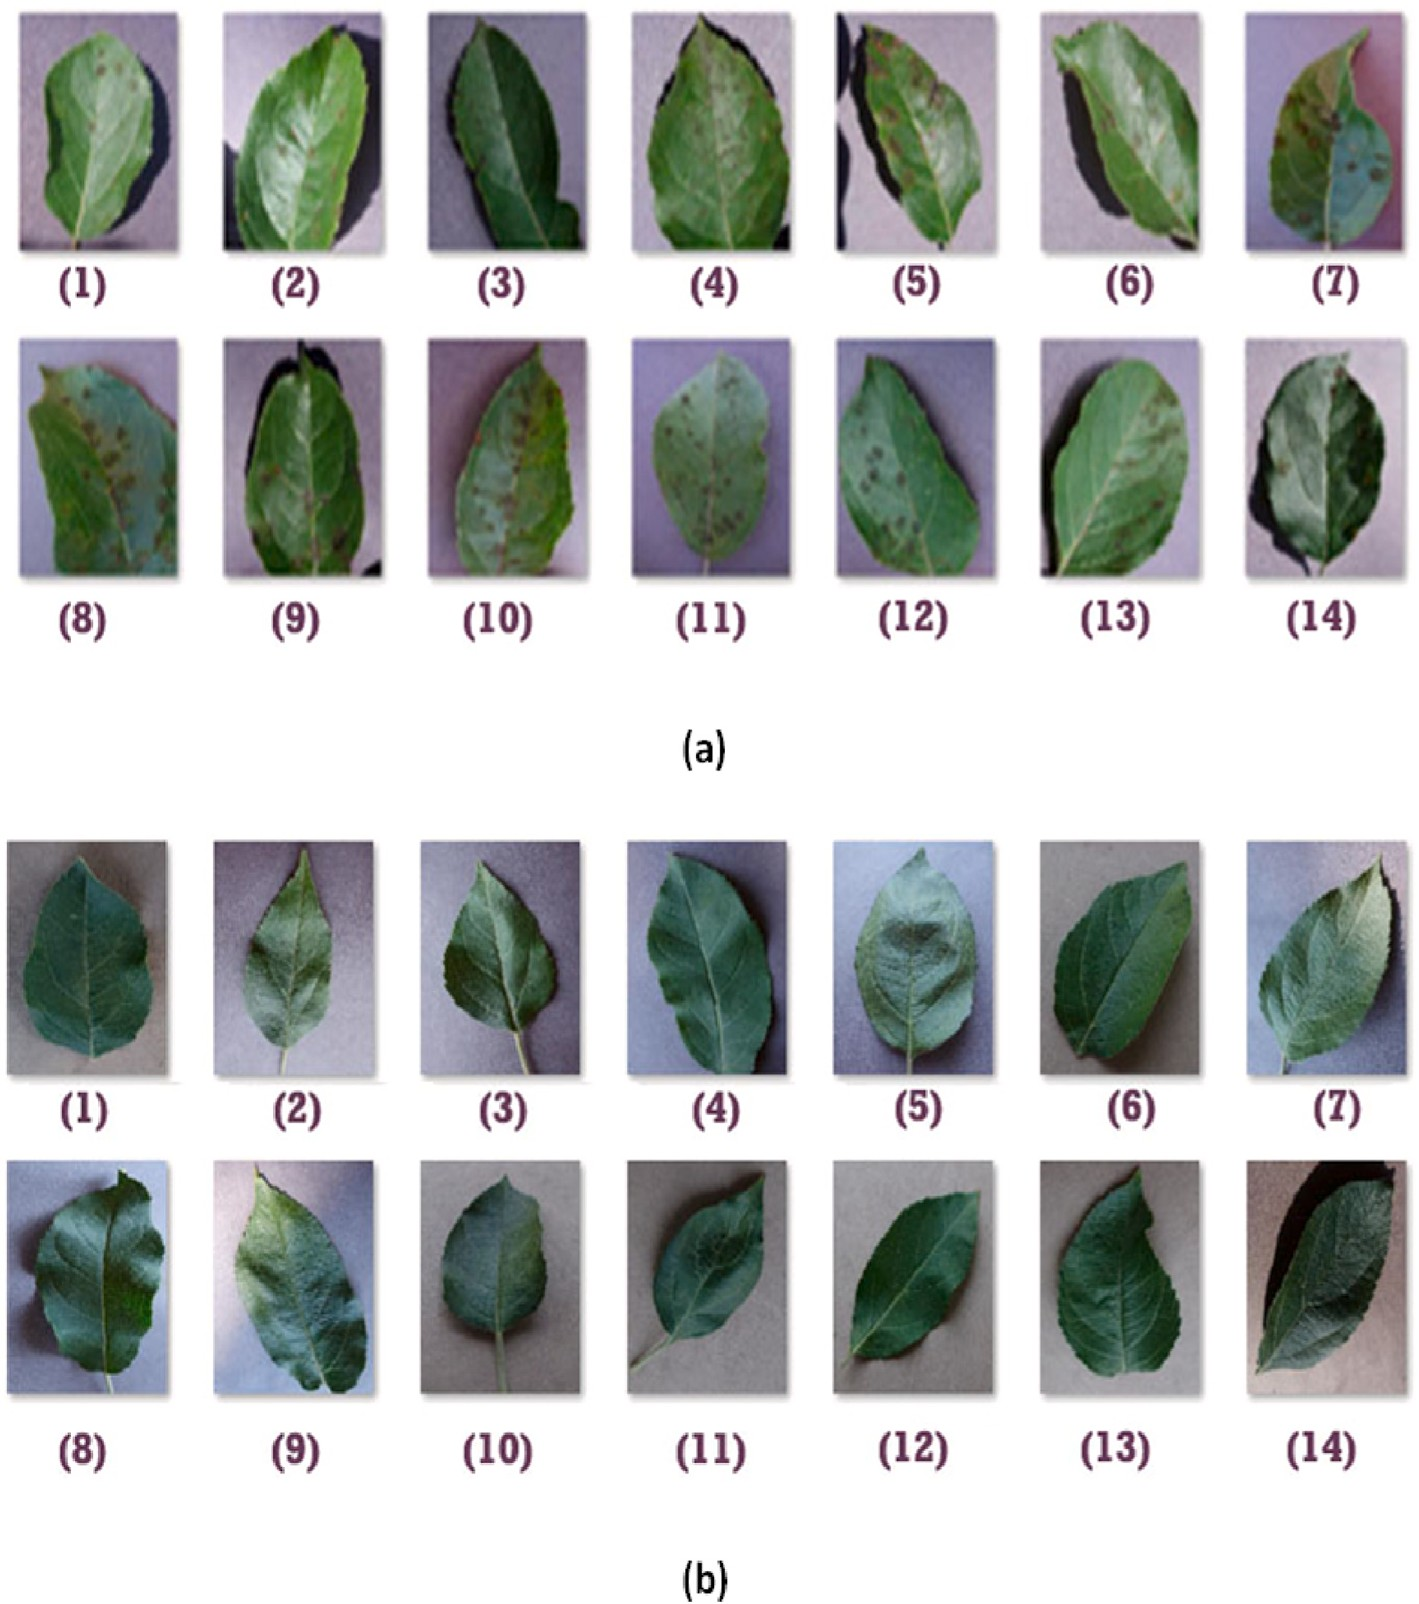 (1) (2) (3) (4) (5) (6) (7)
(8) (9) (10) (11) (12) (13) (14)
(a)
(1) (2) (3) (4) (5) (6) (7)
(8) (9) (10) (11) (12) (13) (14)
(b)